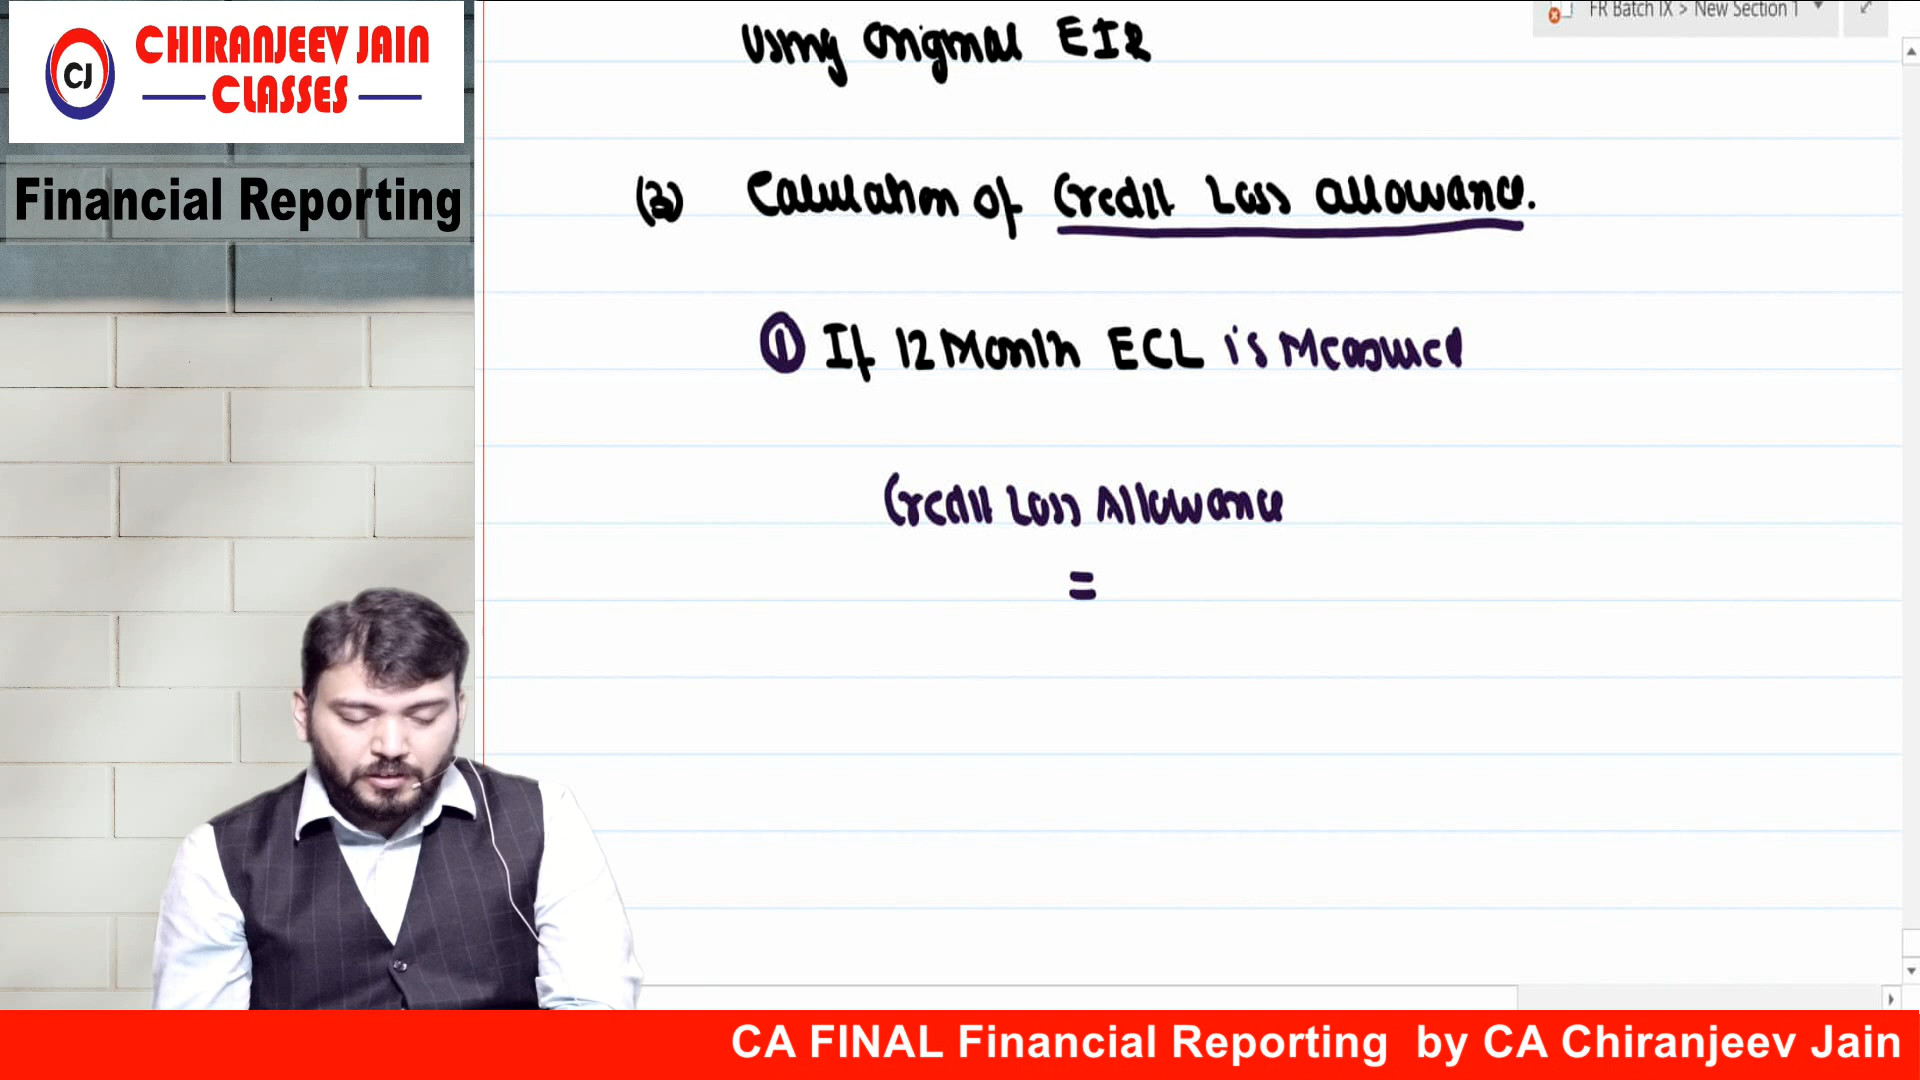 CHIRANJEEV JAIN
CLASSES
CJ
Financial Reporting
FR Batch IX > New Section 1
Using Original EIR
(3) Calculation of Credit Loss allowance.
① If 12 Month ECL is Measured
Credit Loss Allowance
=
CA FINAL Financial Reporting by CA Chiranjeev Jain